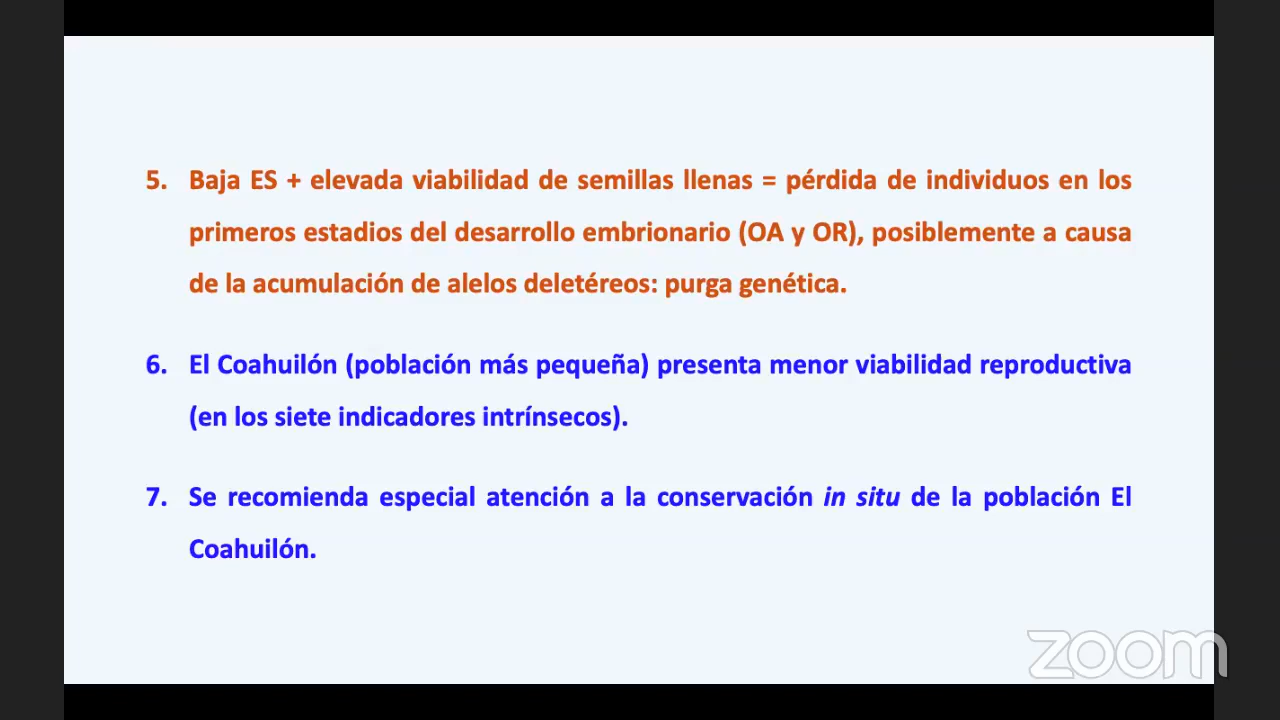 5. Baja ES + elevada viabilidad de semillas llenas = pérdida de individuos en los
primeros estadios del desarrollo embrionario (OA y OR), posiblemente a causa
de la acumulación de alelos deletéreos: purga genética.
6. El Coahuilón (población más pequeña) presenta menor viabilidad reproductiva
(en los siete indicadores intrínsecos).
7. Se recomienda especial atención a la conservación in situ de la población El
Coahuilón.
zoom